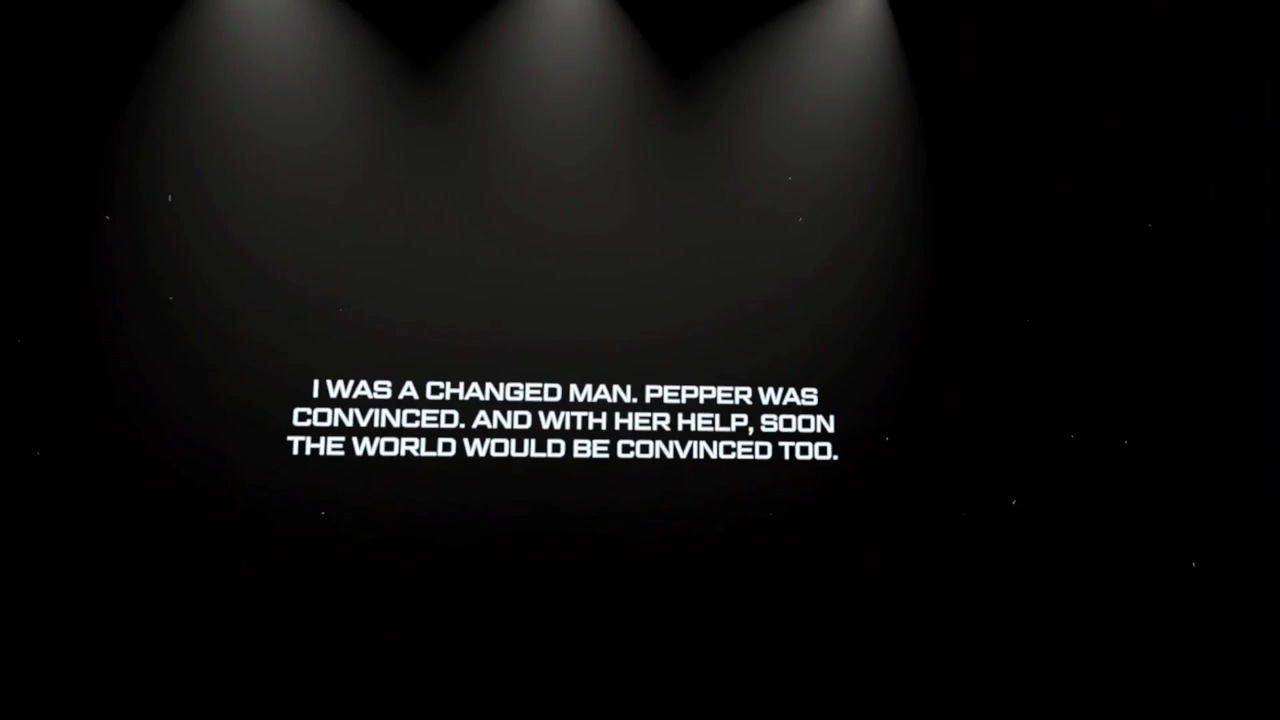 I WAS A CHANGED MAN. PEPPER WAS
CONVINCED. AND WITH HER HELP, SOON
THE WORLD WOULD BE CONVINCED TOO.